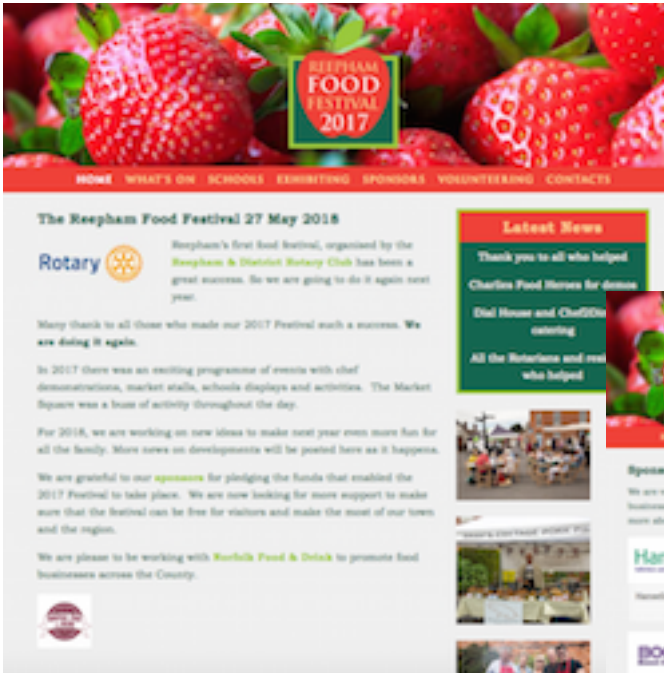 REEPHAM
FOOD
FESTIVAL
2017
HOME WHAT'S ON SCHOOLS EXHIBITING SPONSORS VOLUNTEERING CONTACTS
The Reepham Food Festival 27 May 2018
Rotary
Reepham's first food festival, organised by the
Reepham & District Rotary Club has been a
great success. So we are going to do it again next
year.
Many thank to all those who made our 2017 Festival such a success. We
are doing it again.
In 2017 there was an exciting programme of events with chef
demonstrations, market stalls, schools displays and activities. The Market
Square was a buzz of activity throughout the day.
For 2018, we are working on new ideas to make next year even more fun for
all the family. More news on developments will be posted here as it happens.
We are grateful to our sponsors for pledging the funds that enabled the
2017 Festival to take place. We are now looking for more support to make
sure that the festival can be free for visitors and make the most of our town
and the region.
We are please to be working with Norfolk Food & Drink to promote food
businesses across the County.
Latest News
Thank you to all who helped
Charlies Food Heroes for demos
Dial House and
catering
All the Rotarians and
who helped
We are
more